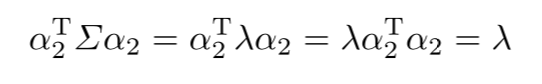 α₂ᵀΣα₂ = α₂ᵀλα₂ = λα₂ᵀα₂ = λ